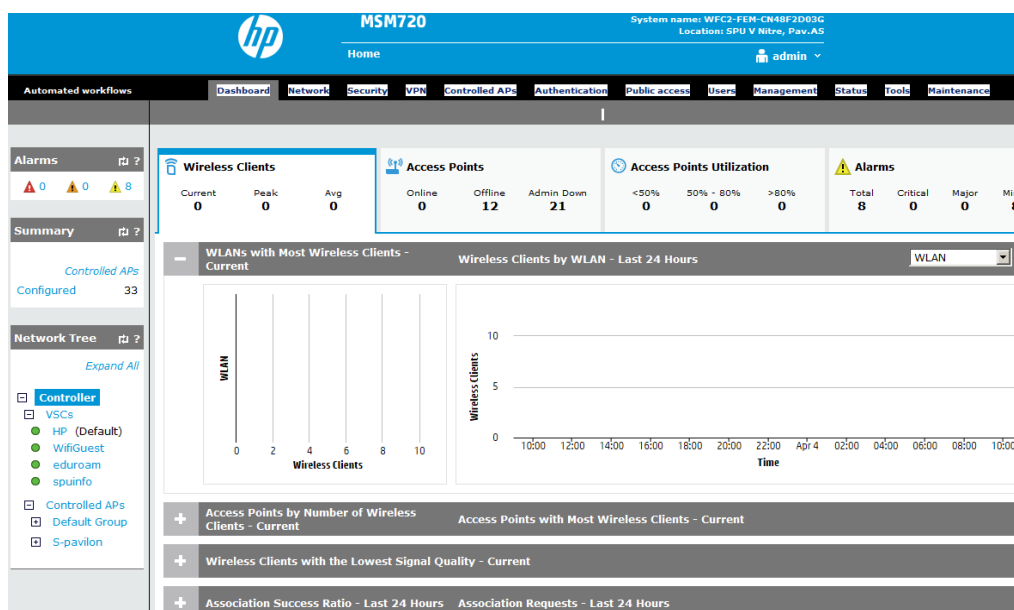 hp
MSM720
System name: WFC2-FEM-CN48F2D03G
Location: SPU V Nitre, Pav.AS
Home
admin
Automated workflows
Dashboard Network Security VPN Controlled APs Authentication Public access Users Management Status Tools Maintenance
Alarms ?
0 0 8
Summary ?
Controlled APs
Configured 33
Network Tree ?
Expand All
Controller
VSCs
HP (Default)
WifiGuest
eduroam
spuinfo
Controlled APs
Default Group
S-pavilon
Wireless Clients
Current Peak Avg
0 0 0
Access Points
Online Offline Admin Down
0 12 21
Access Points Utilization
<50% 50% - 80% >80%
0 0 0
Alarms
Total Critical Major
8 0 0
WLANs with Most Wireless Clients -
Current
Wireless Clients by WLAN - Last 24 Hours
WLAN
WLAN
0 2 4 6 8 10
Wireless Clients
Wireless Clients
10
5
0
10:00 12:00 14:00 16:00 18:00 20:00 22:00 Apr 4 02:00 04:00 06:00 08:00 10:00
Time
Access Points by Number of Wireless
Clients - Current
Access Points with Most Wireless Clients - Current
Wireless Clients with the Lowest Signal Quality - Current
Association Success Ratio - Last 24 Hours
Association Requests - Last 24 Hours